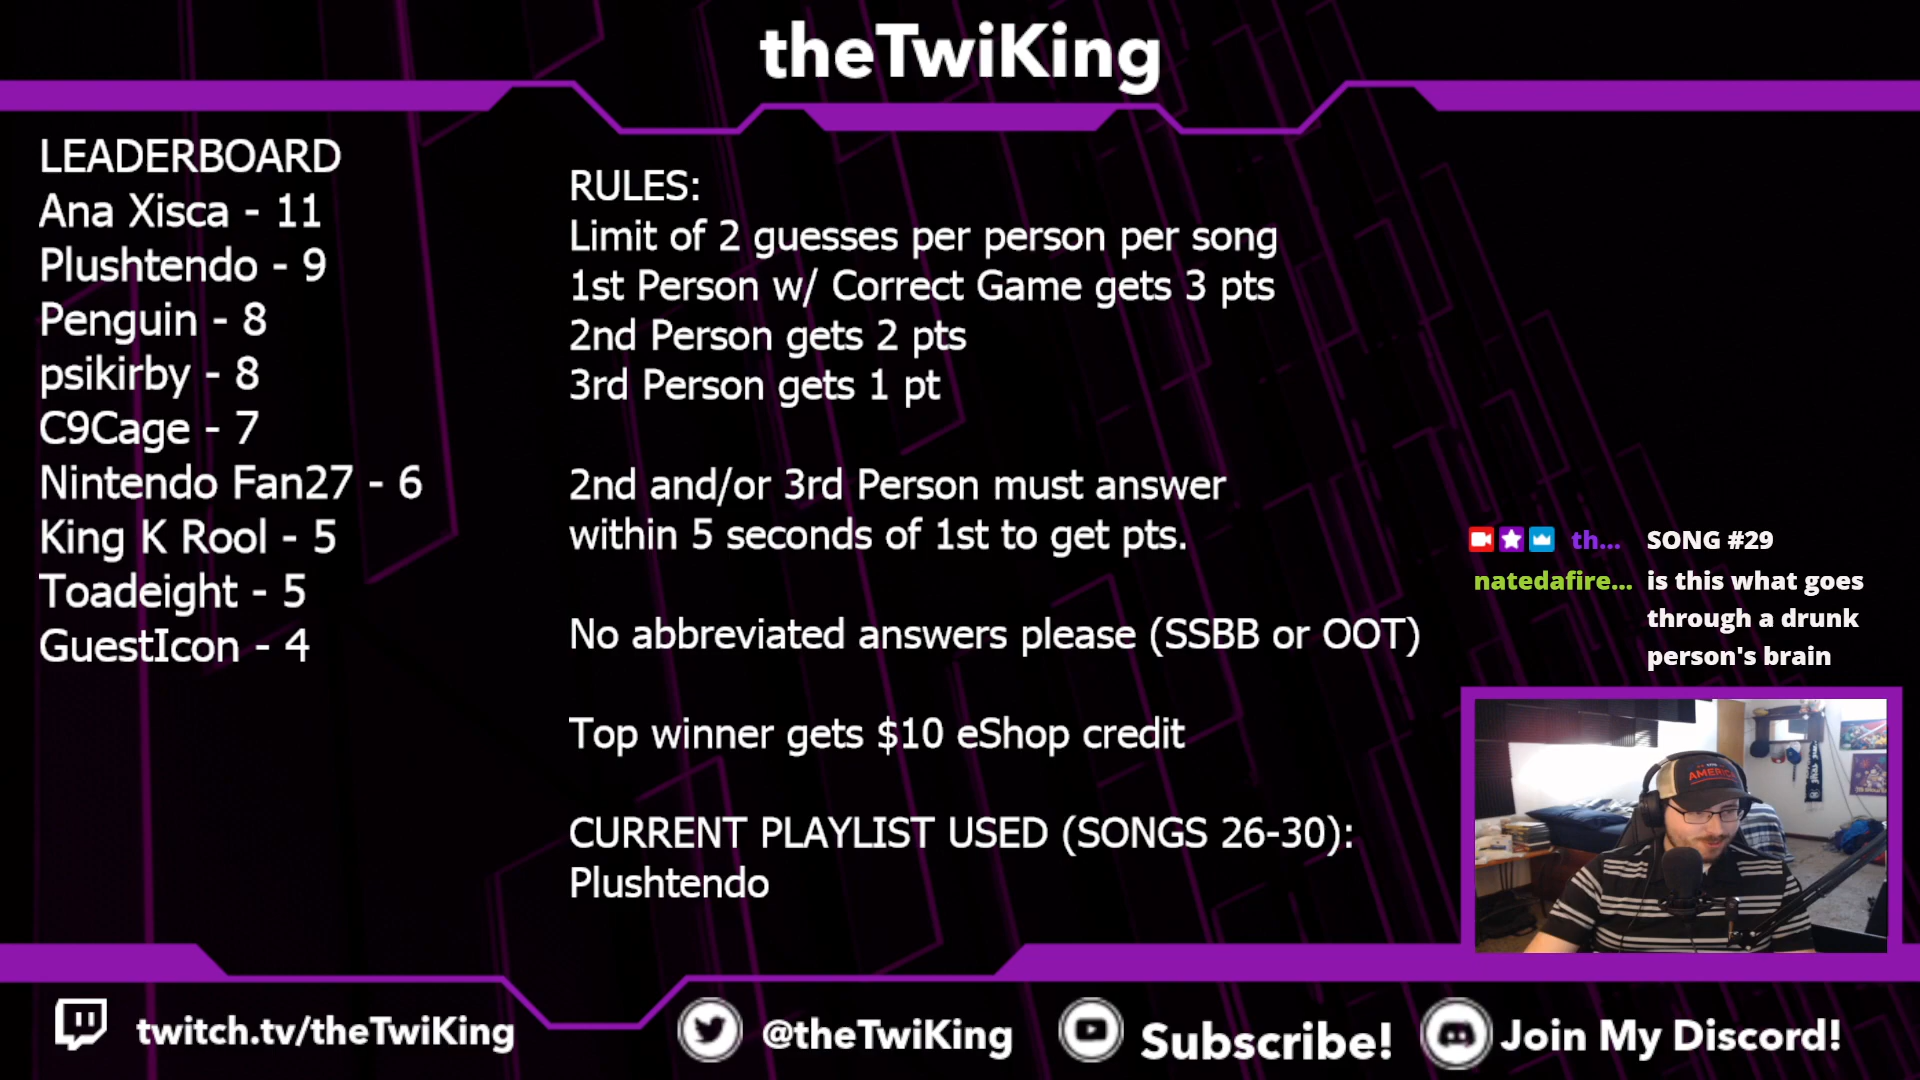 theTwiKing
LEADERBOARD
Ana Xisca - 11
Plushtendo - 9
Penguin - 8
psikirby - 8
C9Cage - 7
Nintendo Fan27 - 6
King K Rool - 5
Toadeight - 5
GuestIcon - 4
RULES:
Limit of 2 guesses per person per song
1st Person w/ Correct Game gets 3 pts
2nd Person gets 2 pts
3rd Person gets 1 pt
2nd and/or 3rd Person must answer
within 5 seconds of 1st to get pts.
No abbreviated answers please (SSBB or OOT)
Top winner gets $10 eShop credit
CURRENT PLAYLIST USED (SONGS 26-30):
Plushtendo
th... SONG #29
natedafire... is this what goes
through a drunk
person's brain
AMERICA
twitch.tv/theTwiKing
@theTwiKing
Subscribe!
Join My Discord!